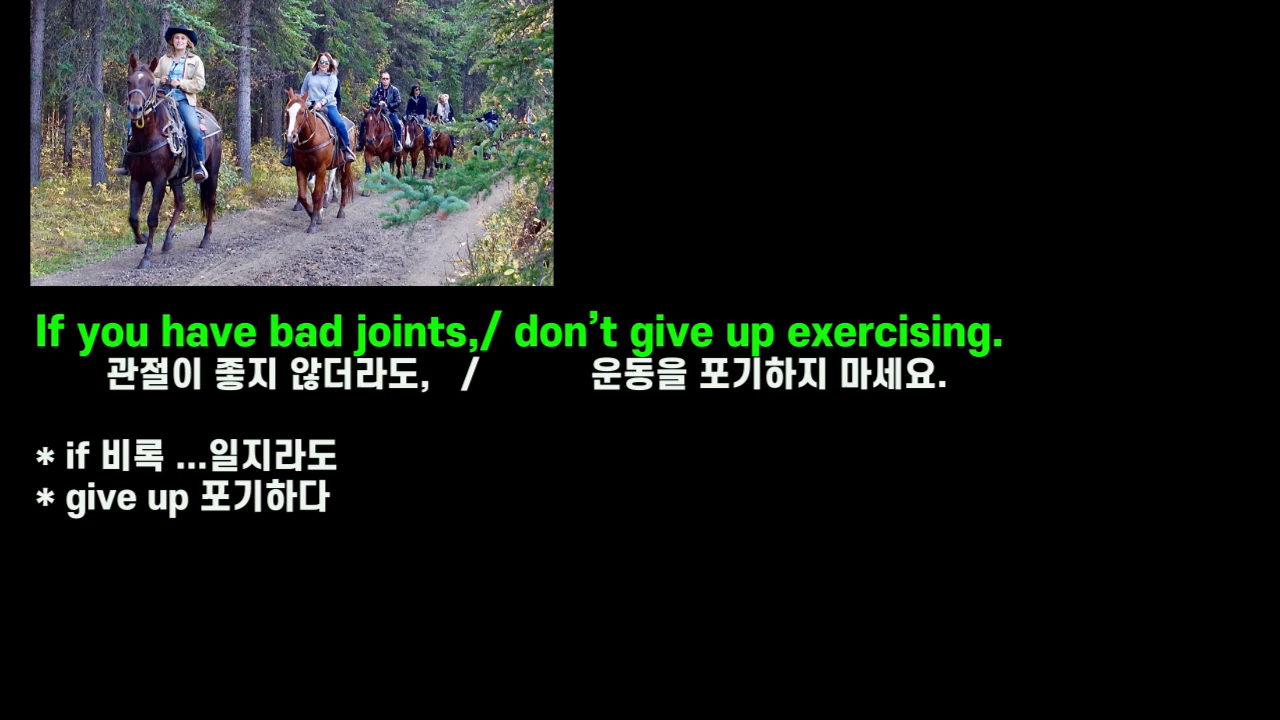 If you have bad joints,/ don’t give up exercising.
관절이 좋지 않더라도, / 운동을 포기하지 마세요.
* if 비록 ...일지라도
* give up 포기하다